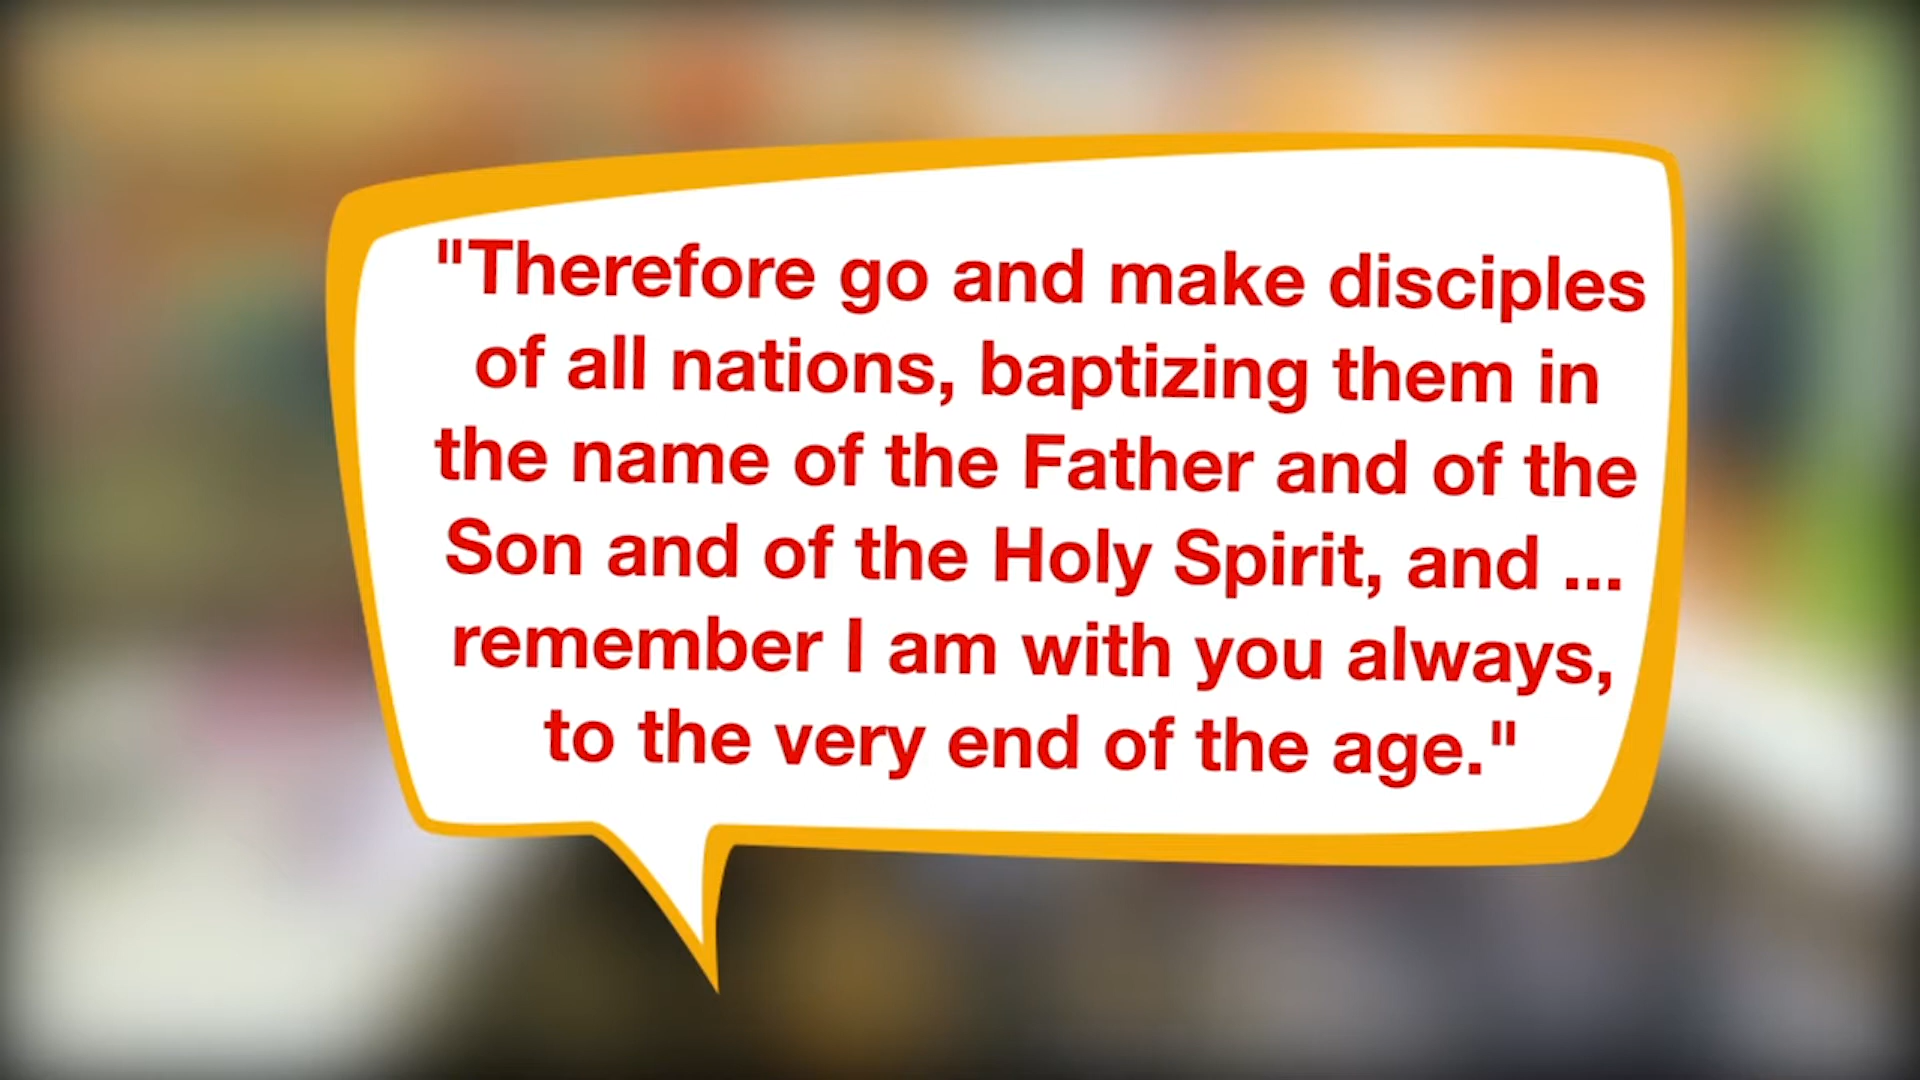 "Therefore go and make disciples
of all nations, baptizing them in
the name of the Father and of the
Son and of the Holy Spirit, and ...
remember I am with you always,
to the very end of the age."